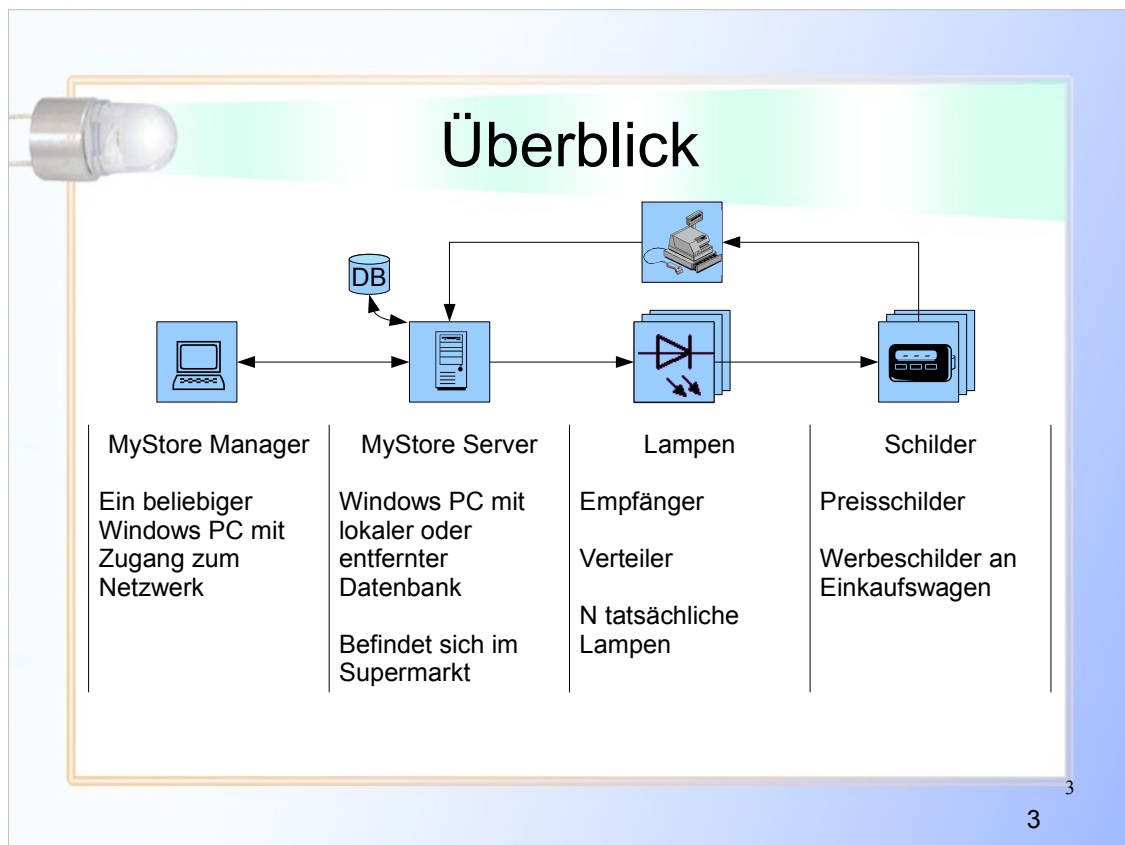 Überblick
DB
MyStore Manager
Ein beliebiger
Windows PC mit
Zugang zum
Netzwerk
MyStore Server
Windows PC mit
lokaler oder
entfernter
Datenbank
Befindet sich im
Supermarkt
Lampen
Empfänger
Verteiler
N tatsächliche
Lampen
Schilder
Preisschilder
Werbeschilder an
Einkaufswagen
3
3